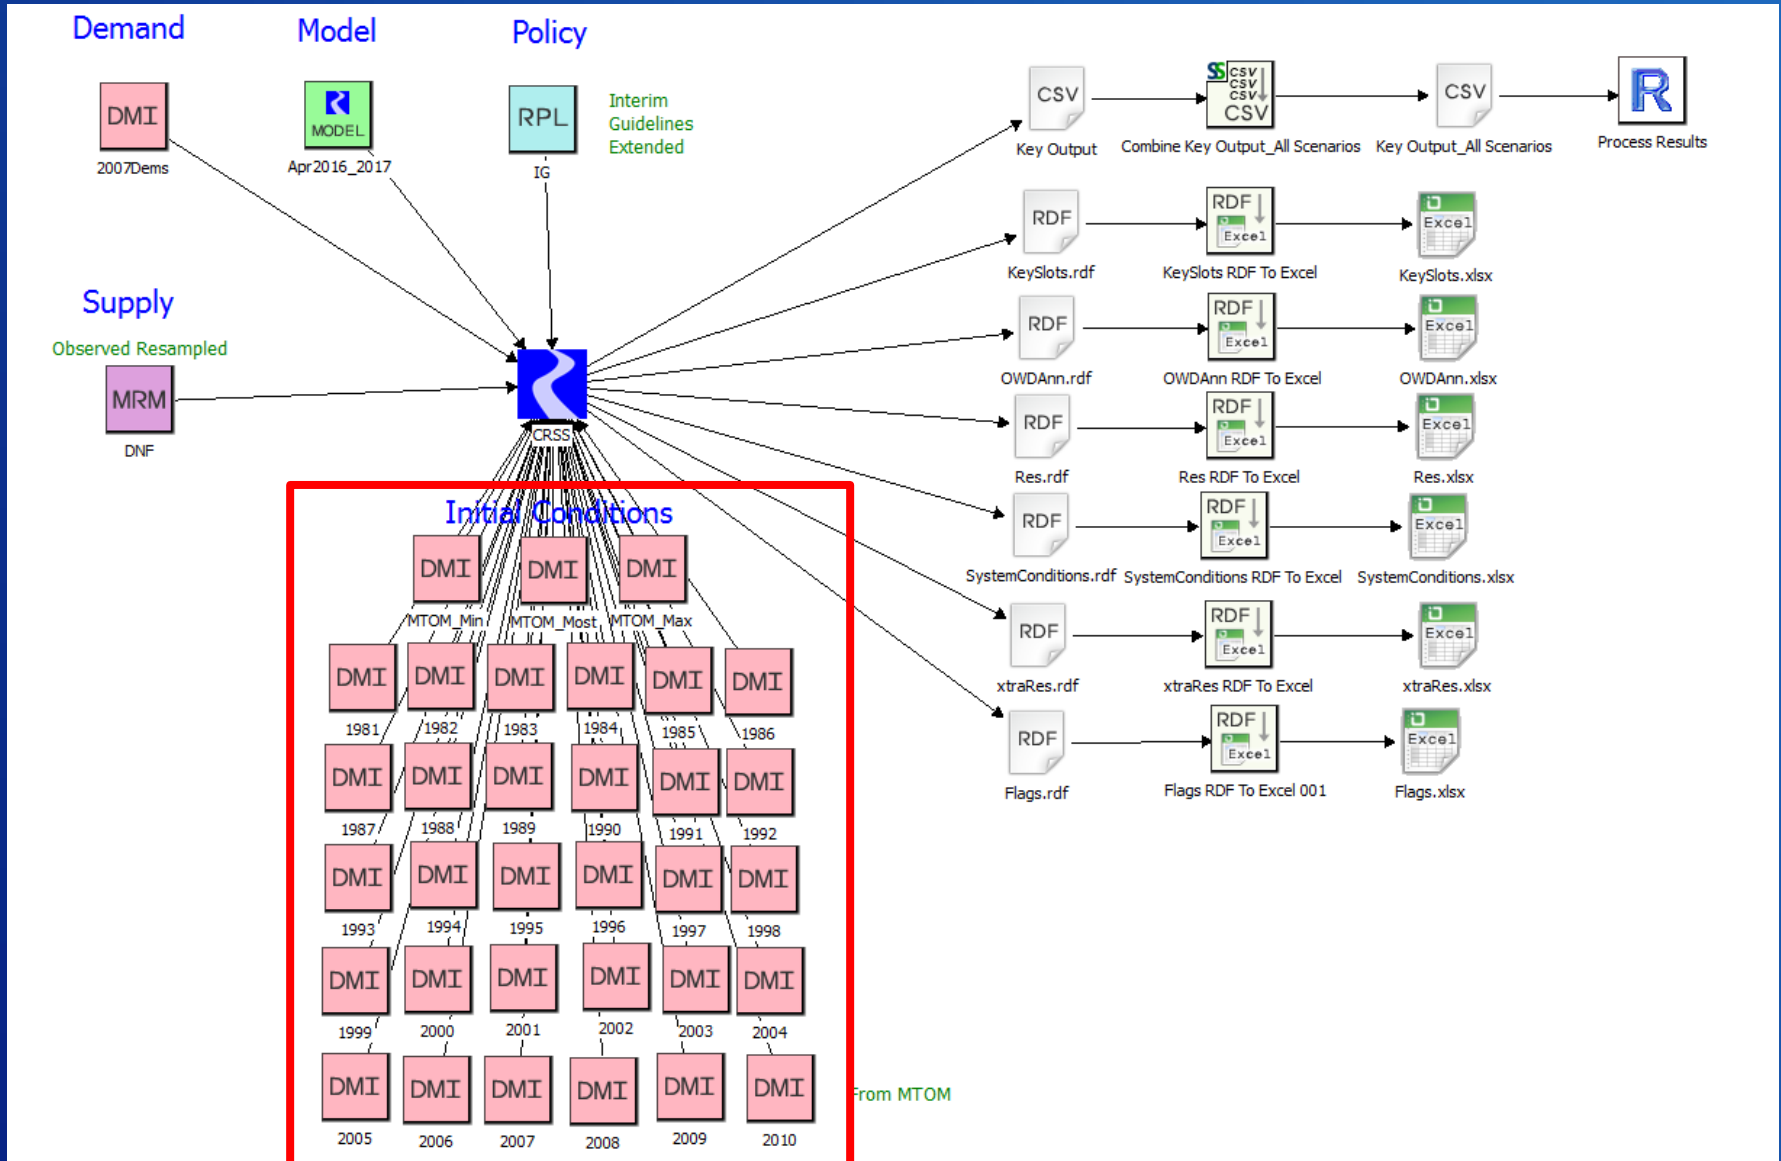 Demand
Model
Policy
DMI
2007Dems
MODEL
Apr2016_2017
RPL
IG
Interim
Guidelines
Extended
Supply
Observed Resampled
MRM
DNF
CRSS
CSV
Key Output
SS CSV
CSV
CSV
CSV
Combine Key Output_All Scenarios
CSV
Key Output_All Scenarios
R
Process Results
RDF
KeySlots.rdf
RDF
Excel
KeySlots RDF To Excel
Excel
KeySlots.xlsx
RDF
OWDAnn.rdf
RDF
Excel
OWDAnn RDF To Excel
Excel
OWDAnn.xlsx
RDF
Res.rdf
RDF
Excel
Res RDF To Excel
Excel
Res.xlsx
RDF
SystemConditions.rdf
RDF
Excel
SystemConditions RDF To Excel
Excel
SystemConditions.xlsx
RDF
xtraRes.rdf
RDF
Excel
xtraRes RDF To Excel
Excel
xtraRes.xlsx
RDF
Flags.rdf
RDF
Excel
Flags RDF To Excel 001
Excel
Flags.xlsx
Initial Conditions
DMI DMI DMI
MTOM_Min MTOM_Most MTOM_Max
DMI DMI DMI DMI DMI DMI
1981 1982 1983 1984 1985 1986
DMI DMI DMI DMI DMI DMI
1987 1988 1989 1990 1991 1992
DMI DMI DMI DMI DMI DMI
1993 1994 1995 1996 1997 1998
DMI DMI DMI DMI DMI DMI
1999 2000 2001 2002 2003 2004
DMI DMI DMI DMI DMI DMI
2005 2006 2007 2008 2009 2010
From MTOM